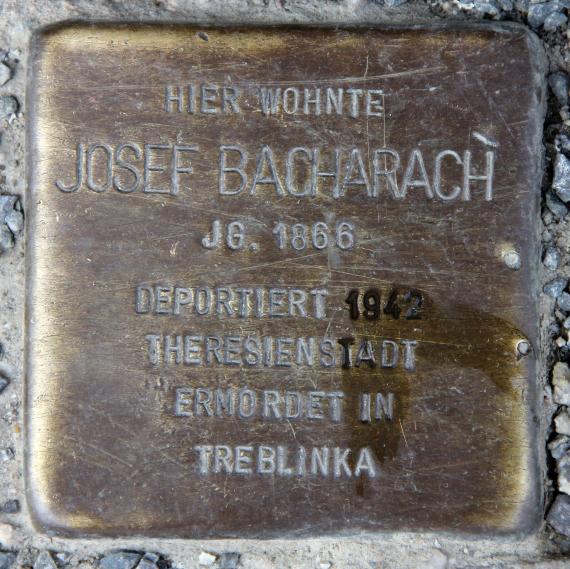 HIER WOHNTE
JOSEF BACHARACH
JG. 1866
DEPORTIERT 1942
THERESIENSTADT
ERMORDET IN
TREBLINKA